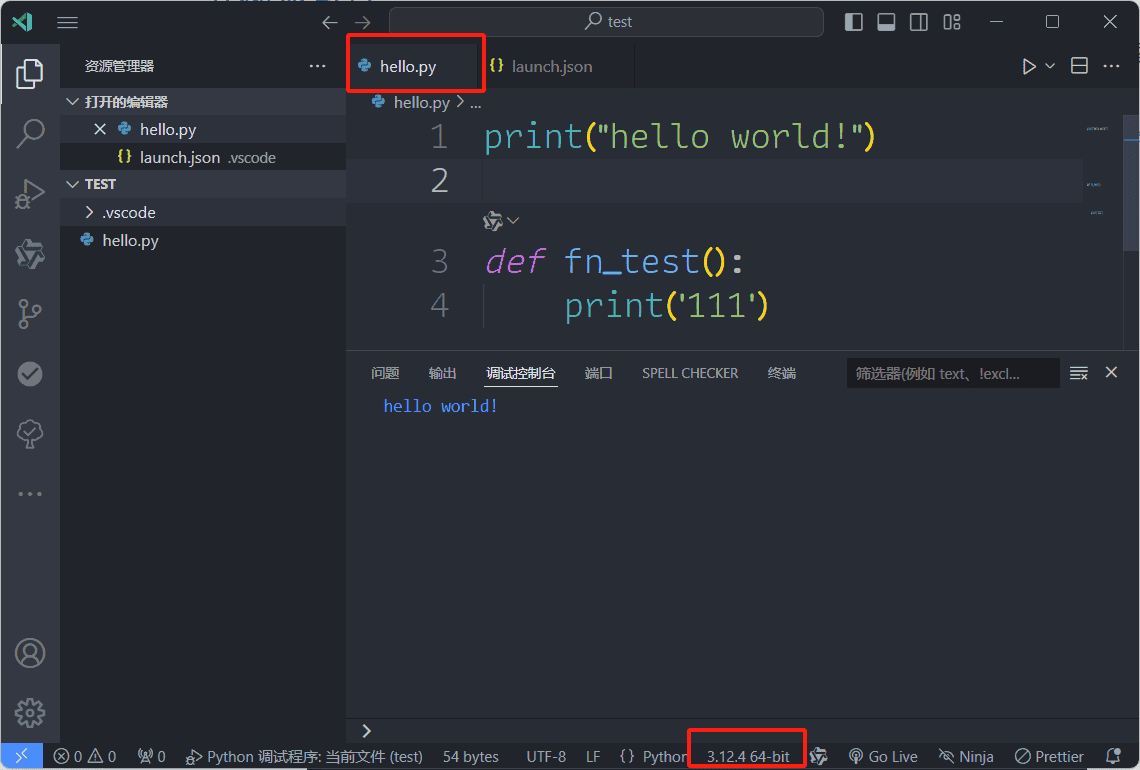 test
资源管理器
hello.py
launch.json
打开的编辑器
hello.py
launch.json .vscode
TEST
.vscode
hello.py
hello.py > ...
1 print("hello world!")
2
3 def fn_test():
4 print('111')
问题 输出 调试控制台 端口 SPELL CHECKER 终端 筛选器(例如 text、!excl...
hello world!
>
0 0 0 Python 调试程序: 当前文件 (test) 54 bytes UTF-8 LF {} Python 3.12.4 64-bit Go Live Ninja Prettier